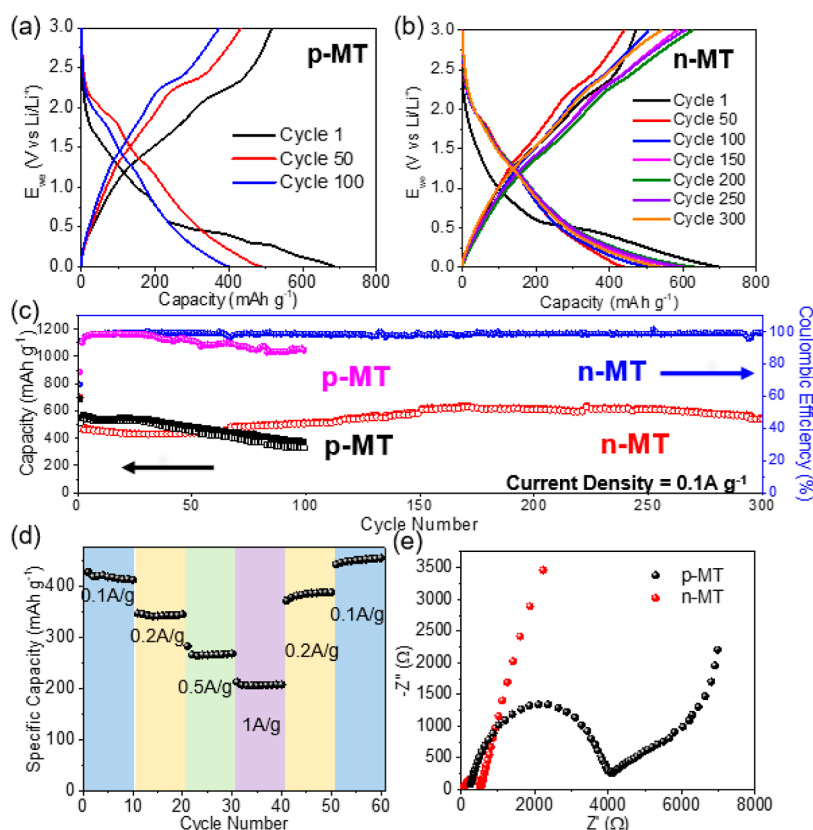 (a)
p-MT
3.0
2.5
2.0
1.5
1.0
0.5
0.0
E_we (V vs Li/Li⁺)
Cycle 1
Cycle 50
Cycle 100
0 200 400 600 800
Capacity (mAh g⁻¹)
(b)
n-MT
3.0
2.5
2.0
1.5
1.0
0.5
0.0
E_we (V vs Li/Li⁺)
Cycle 1
Cycle 50
Cycle 100
Cycle 150
Cycle 200
Cycle 250
Cycle 300
0 200 400 600 800
Capacity (mAh g⁻¹)
(c)
1200
1000
800
600
400
200
0
Capacity (mAh g⁻¹)
p-MT
n-MT
p-MT
n-MT
Current Density = 0.1A g⁻¹
100
80
60
40
20
0
Coulombic Efficiency (%)
0 50 100 150 200 250 300
Cycle Number
(d)
400
300
200
100
0
Specific Capacity (mAh g⁻¹)
0.1A/g
0.2A/g
0.5A/g
1A/g
0.2A/g
0.1A/g
0 10 20 30 40 50 60
Cycle Number
(e)
3500
3000
2500
2000
1500
1000
500
0
-Z" (Ω)
p-MT
n-MT
0 2000 4000 6000 8000
Z' (Ω)